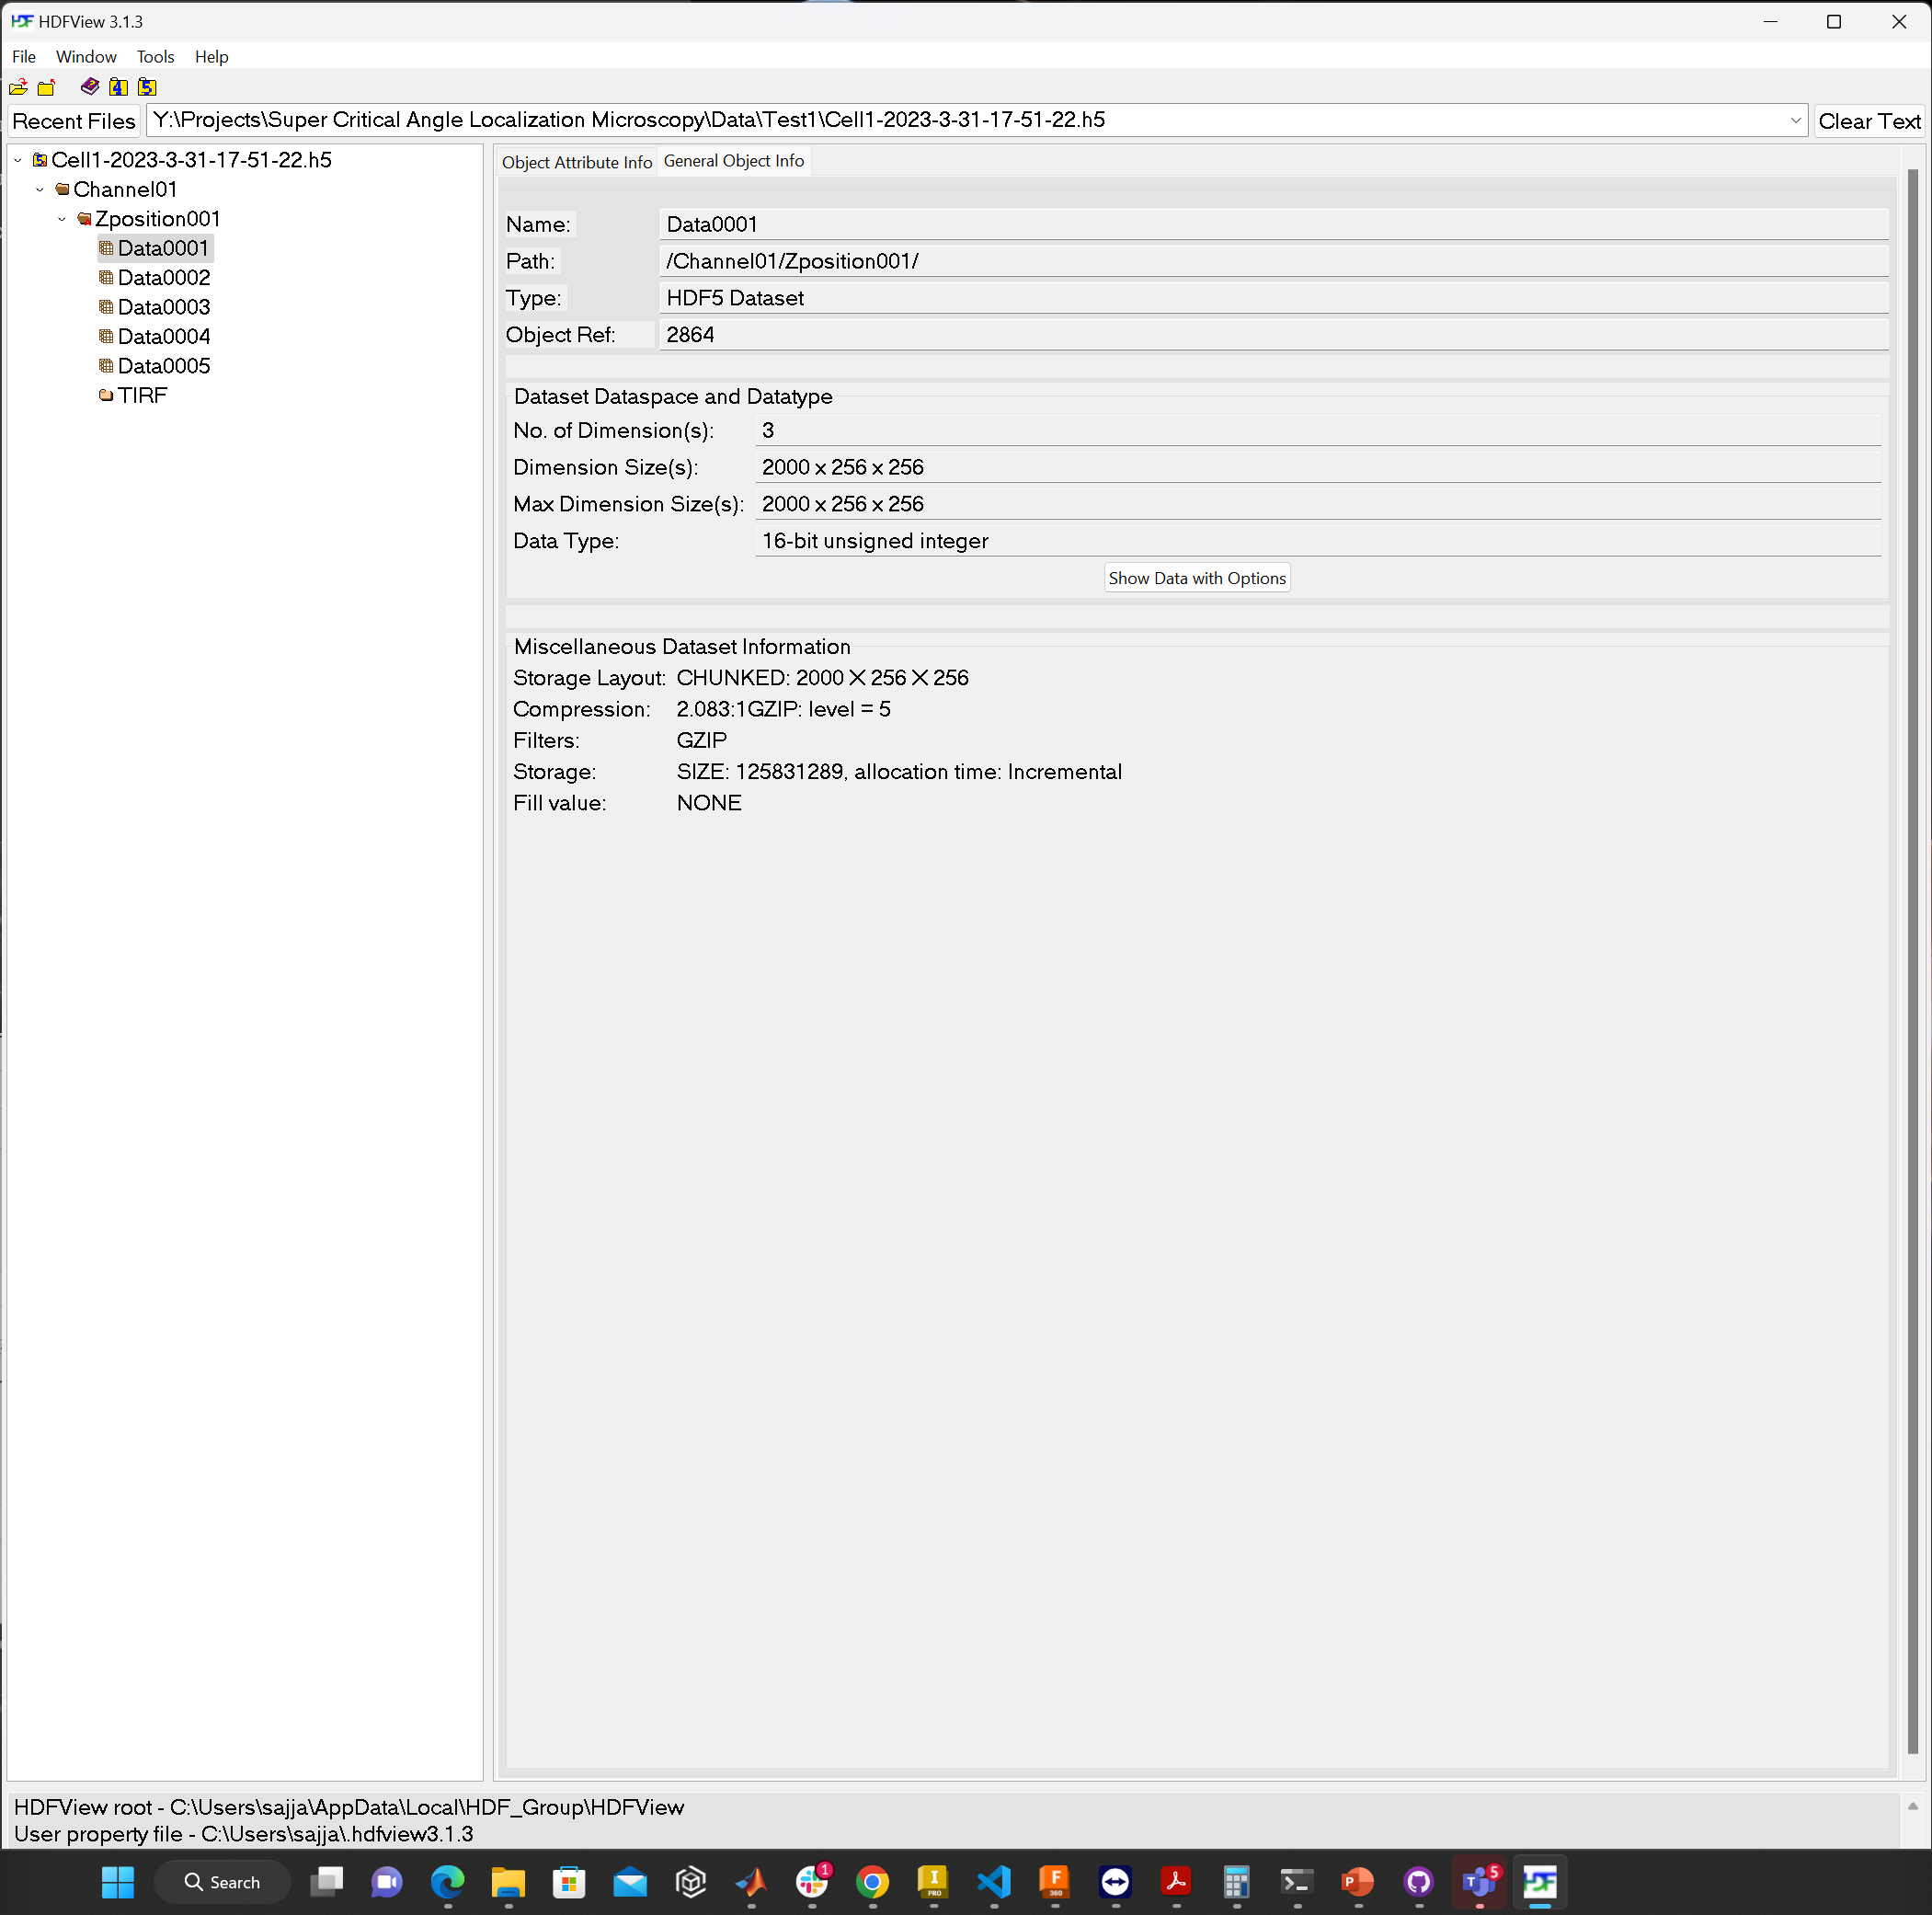 HDFView 3.1.3
File Window Tools Help
Recent Files Y:\Projects\Super Critical Angle Localization Microscopy\Data\Test1\Cell1-2023-3-31-17-51-22.h5 Clear Text
Cell1-2023-3-31-17-51-22.h5
Channel01
Zposition001
Data0001
Data0002
Data0003
Data0004
Data0005
TIRF
Object Attribute Info General Object Info
Name: Data0001
Path: /Channel01/Zposition001/
Type: HDF5 Dataset
Object Ref: 2864
Dataset Dataspace and Datatype
No. of Dimension(s): 3
Dimension Size(s): 2000 x 256 x 256
Max Dimension Size(s): 2000 x 256 x 256
Data Type: 16-bit unsigned integer
Show Data with Options
Miscellaneous Dataset Information
Storage Layout: CHUNKED: 2000 X 256 X 256
Compression: 2.083:1GZIP: level = 5
Filters: GZIP
Storage: SIZE: 125831289, allocation time: Incremental
Fill value: NONE
HDFView root - C:\Users\sajja\AppData\Local\HDF_Group\HDFView
User property file - C:\Users\sajja\.hdfview3.1.3
Search